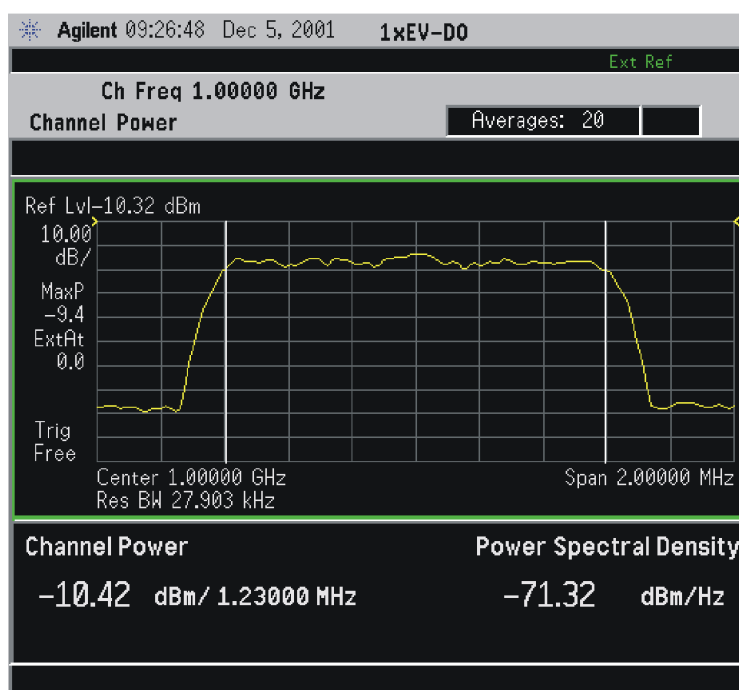 Agilent 09:26:48 Dec 5, 2001 1xEV-DO
Ext Ref
Ch Freq 1.00000 GHz
Channel Power
Averages: 20
Ref Lvl-10.32 dBm
10.00
dB/
MaxP
-9.4
ExtAt
0.0
Trig
Free
Center 1.00000 GHz
Span 2.00000 MHz
Res BW 27.903 kHz
Channel Power
Power Spectral Density
-10.42 dBm/ 1.23000 MHz
-71.32 dBm/Hz